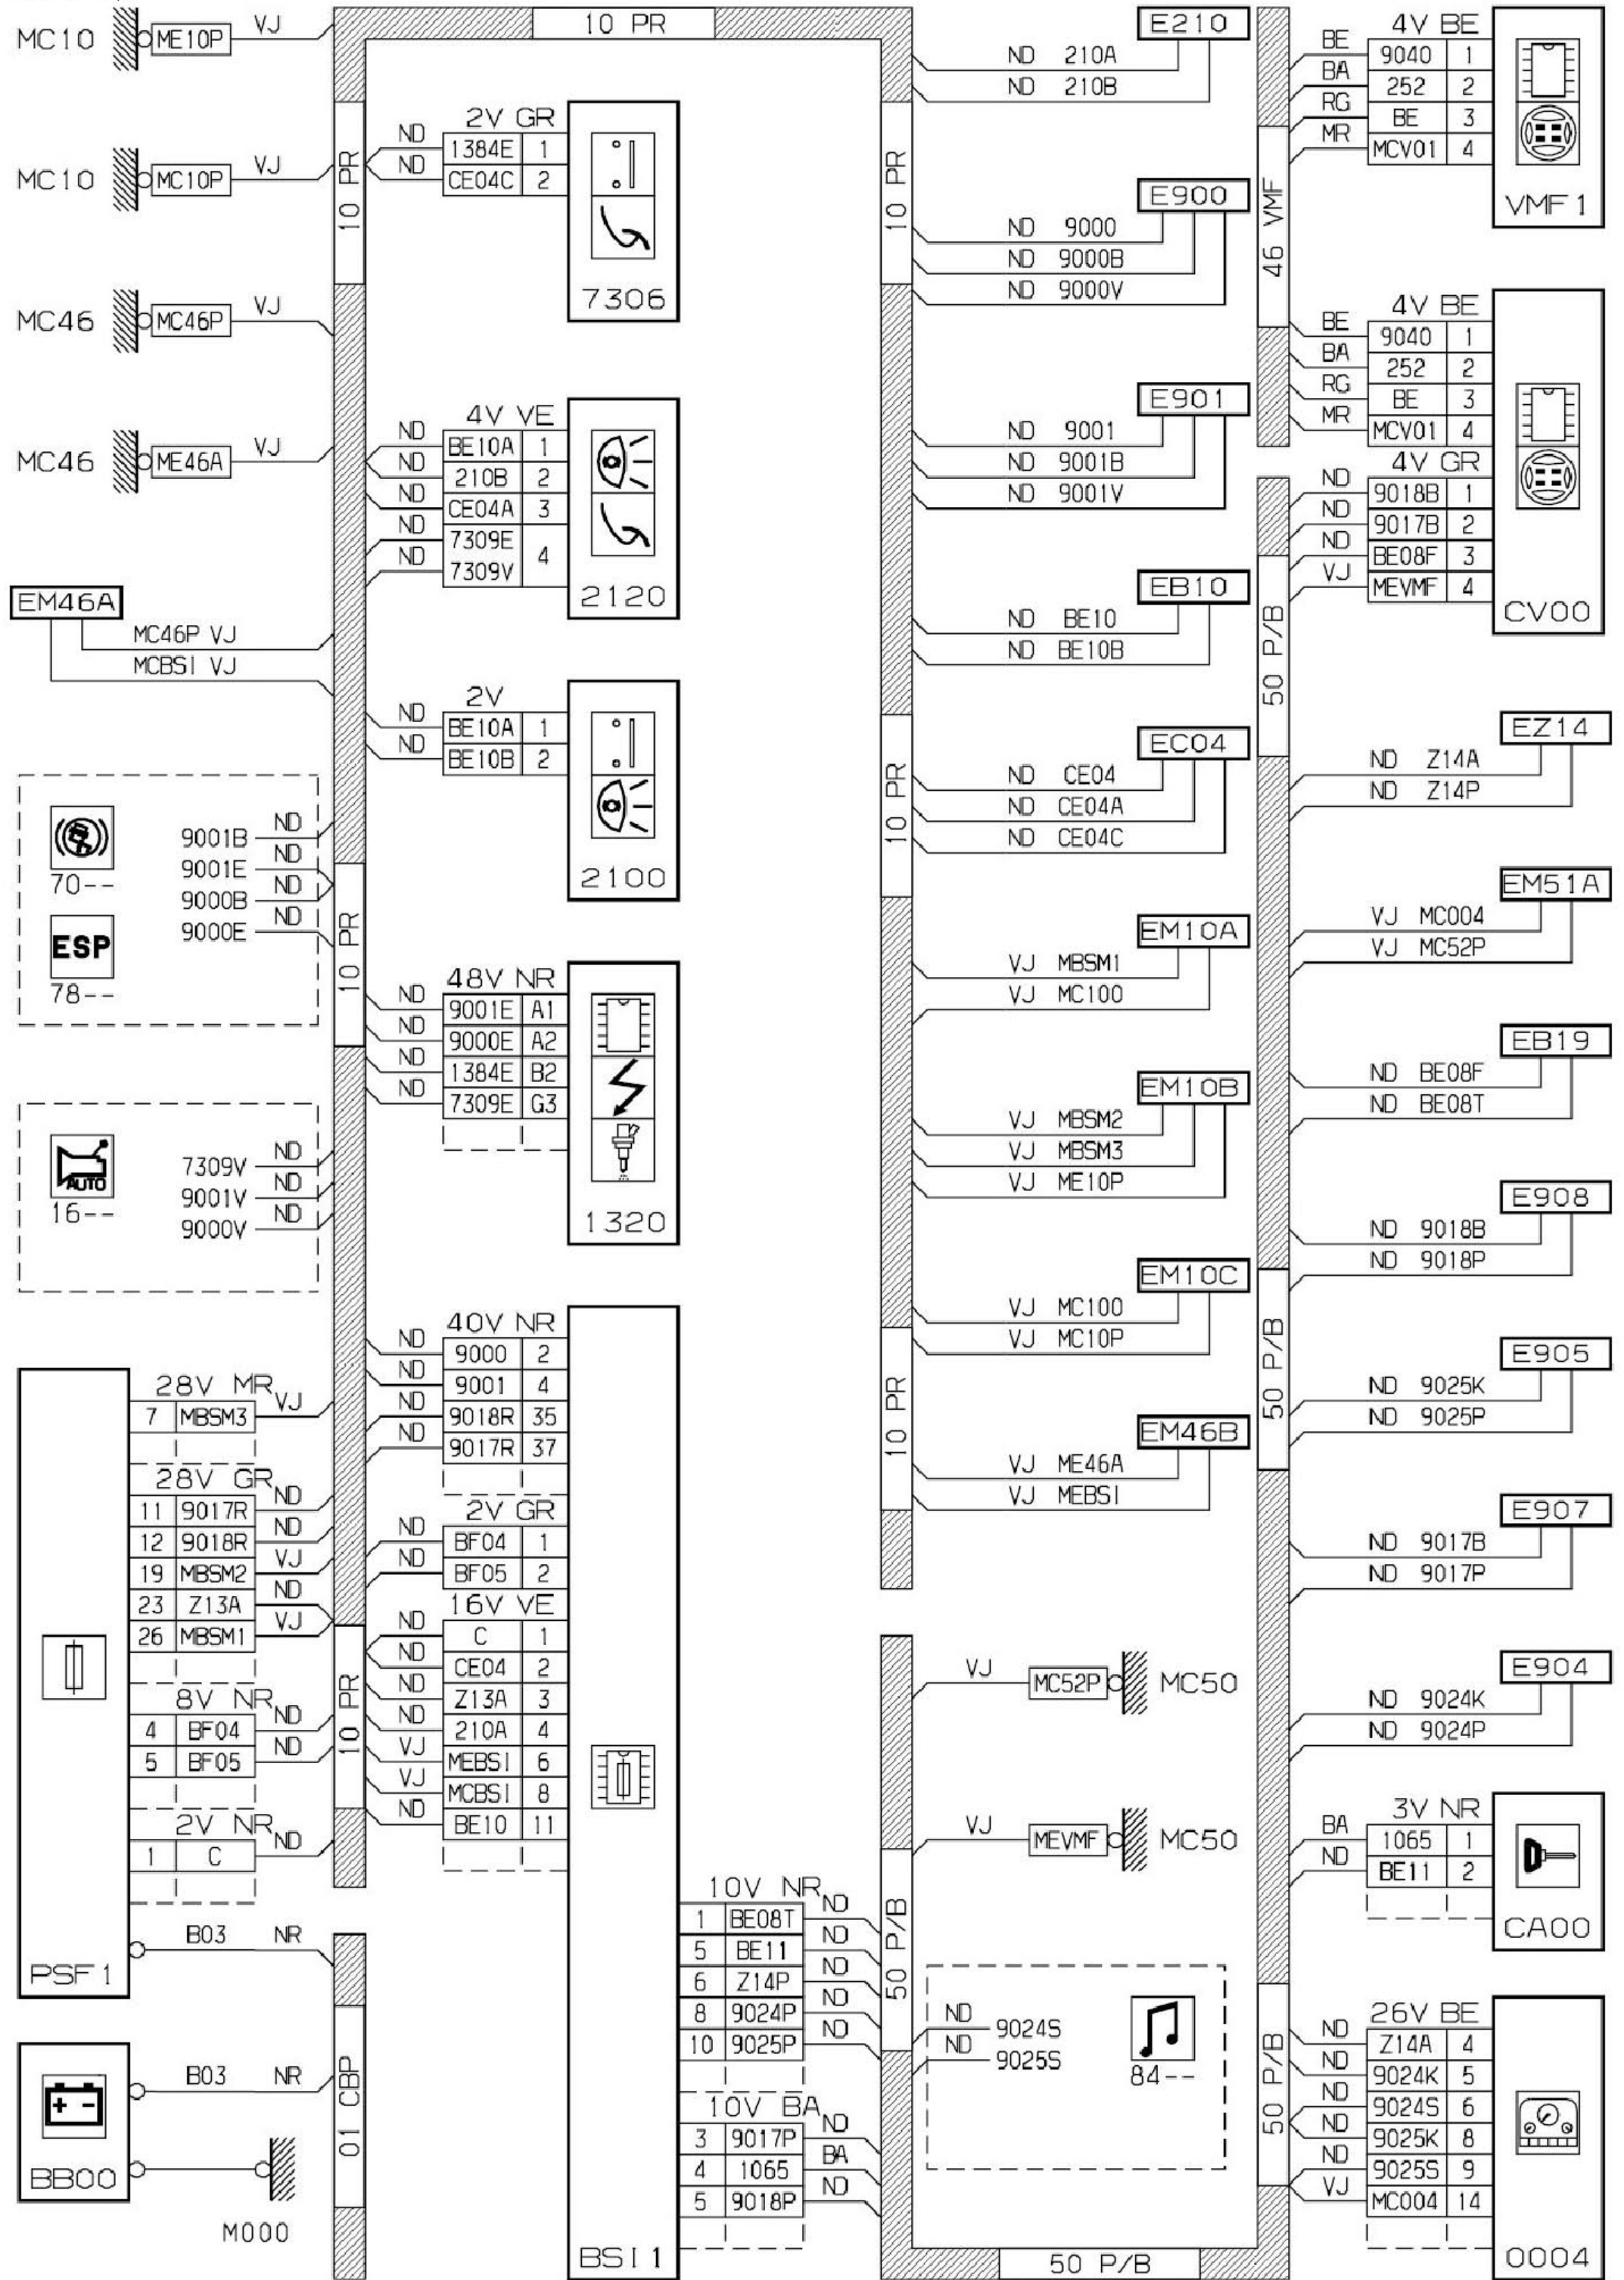 10 PR
MC10 ME10P VJ
MC10 MC10P VJ
MC46 MC46P VJ
MC46 ME46A VJ
EM46A
MC46P VJ
MCBSI VJ
70--
ESP
78--
9001B ND
9001E ND
9000B ND
9000E ND
AUTO
16--
7309V ND
9001V ND
9000V ND
28V MR
7 MBSM3 VJ
28V GR
11 9017R ND
12 9018R ND
19 MBSM2 VJ
23 Z13A ND
26 MBSM1 VJ
8V NR
4 BF04 ND
5 BF05 ND
2V NR
1 C ND
B03 NR
PSF1
B03 NR
+ -
BB00
M000
10 PR
10 PR
10 PR
01 CBP
2V GR
ND 1384E 1
ND CE04C 2
7306
4V VE
ND BE10A 1
ND 210B 2
ND CE04A 3
ND 7309E
ND 7309V
4
2120
2V
ND BE10A 1
ND BE10B 2
2100
48V NR
ND 9001E A1
ND 9000E A2
ND 1384E B2
ND 7309E G3
1320
40V NR
ND 9000 2
ND 9001 4
ND 9018R 35
ND 9017R 37
2V GR
ND BF04 1
ND BF05 2
16V VE
ND C 1
ND CE04 2
ND Z13A 3
ND 210A 4
VJ MEBSI 6
VJ MCBSI 8
ND BE10 11
10V NR
1 BE08T ND
5 BE11 ND
6 Z14P ND
8 9024P ND
10 9025P ND
10V BA
3 9017P ND
4 1065 BA
5 9018P ND
BSI1
10 PR
10 PR
10 PR
50 P/B
E210
ND 210A
ND 210B
E900
ND 9000
ND 9000B
ND 9000V
E901
ND 9001
ND 9001B
ND 9001V
EB10
ND BE10
ND BE10B
EC04
ND CE04
ND CE04A
ND CE04C
EM10A
VJ MBSM1
VJ MC100
EM10B
VJ MBSM2
VJ MBSM3
VJ ME10P
EM10C
VJ MC100
VJ MC10P
EM46B
VJ ME46A
VJ MEBSI
VJ MC52P MC50
VJ MEVMF MC50
ND 9024S
ND 9025S
84--
50 P/B
46 VMF
50 P/B
50 P/B
50 P/B
4V BE
BE 9040 1
BA 252 2
RG BE 3
MR MCV01 4
VMF1
4V BE
BE 9040 1
BA 252 2
RG BE 3
MR MCV01 4
4V GR
ND 9018B 1
ND 9017B 2
ND BE08F 3
VJ MEVMF 4
CV00
EZ14
ND Z14A
ND Z14P
EM51A
VJ MC004
VJ MC52P
EB19
ND BE08F
ND BE08T
E908
ND 9018B
ND 9018P
E905
ND 9025K
ND 9025P
E907
ND 9017B
ND 9017P
E904
ND 9024K
ND 9024P
3V NR
BA 1065 1
ND BE11 2
CA00
26V BE
ND Z14A 4
ND 9024K 5
ND 9024S 6
ND 9025K 8
ND 9025S 9
VJ MC004 14
0004